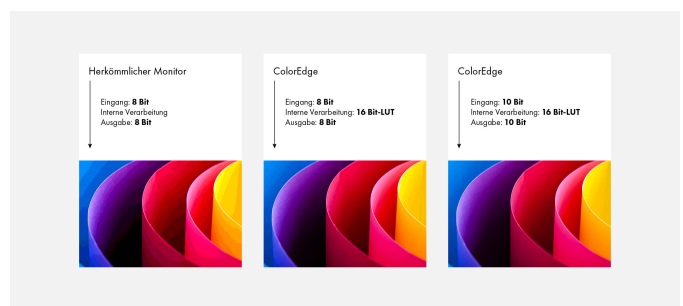 Herkömmlicher Monitor
Eingang: 8 Bit
Interne Verarbeitung
Ausgabe: 8 Bit
ColorEdge
Eingang: 8 Bit
Interne Verarbeitung: 16 Bit-LUT
Ausgabe: 8 Bit
ColorEdge
Eingang: 10 Bit
Interne Verarbeitung: 16 Bit-LUT
Ausgabe: 10 Bit